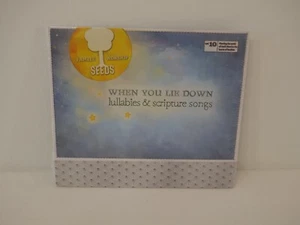 SEEDS
WHEN YOU LIE DOWN
lullabies & scripture songs